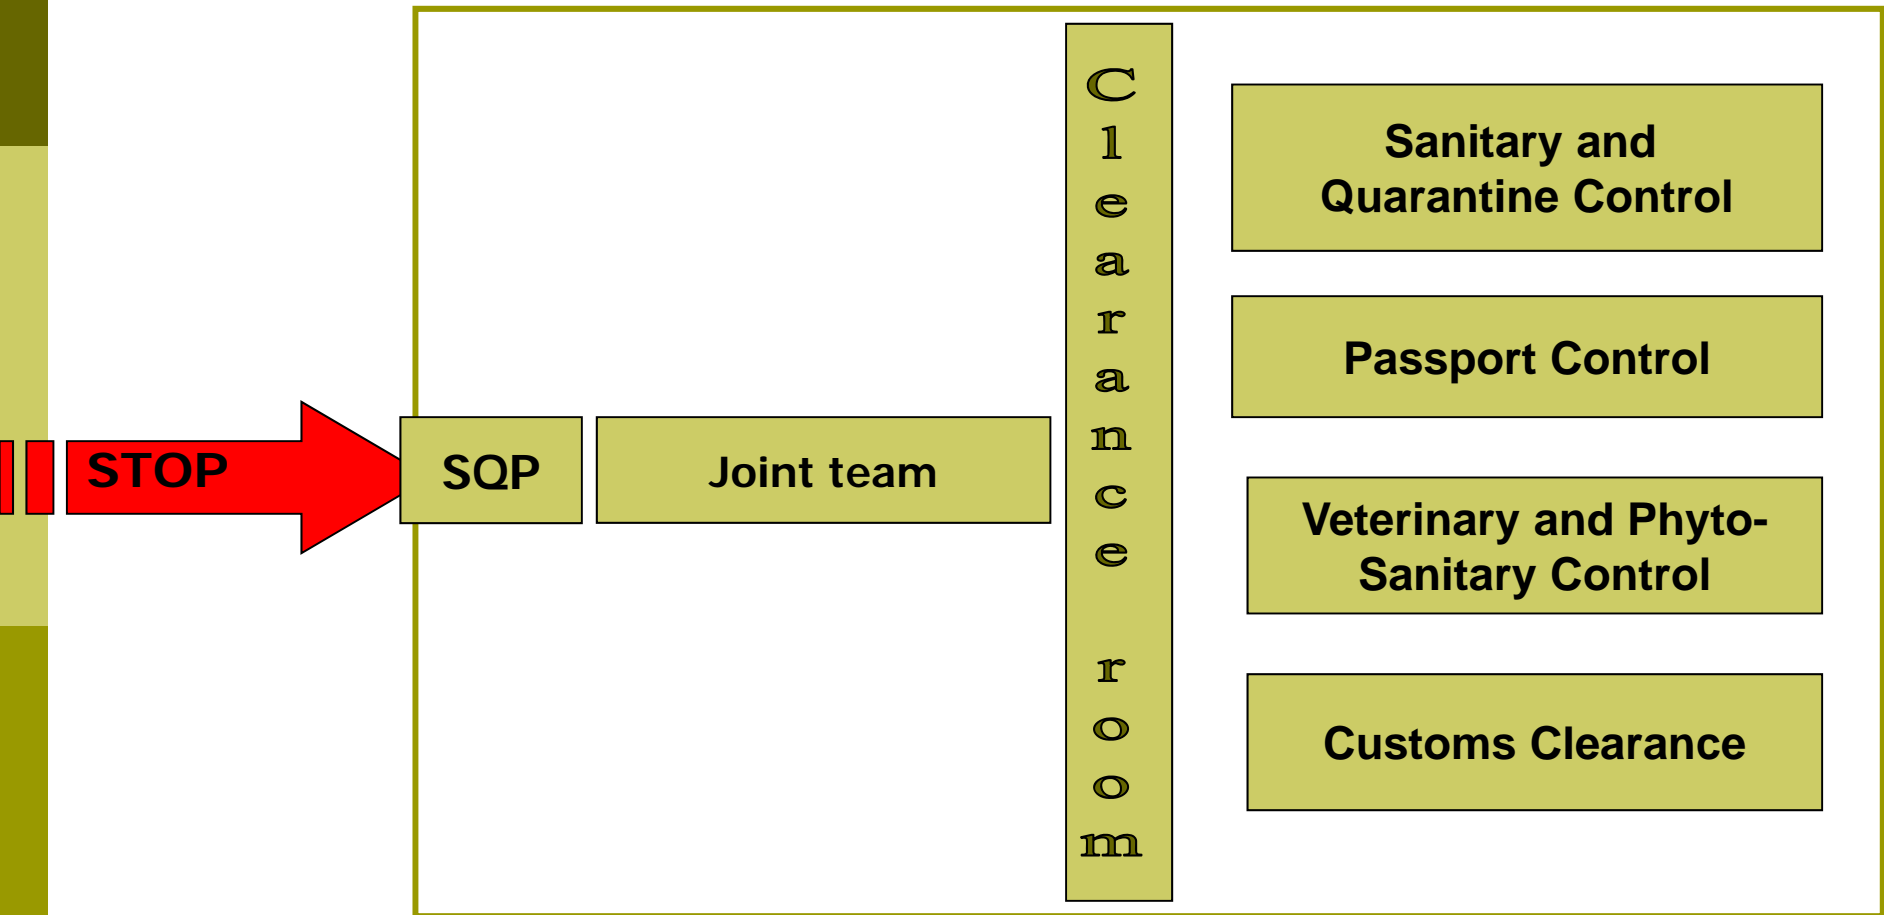 STOP
SQP
Joint team
Clearance room
Sanitary and
Quarantine Control
Passport Control
Veterinary and Phyto-
Sanitary Control
Customs Clearance